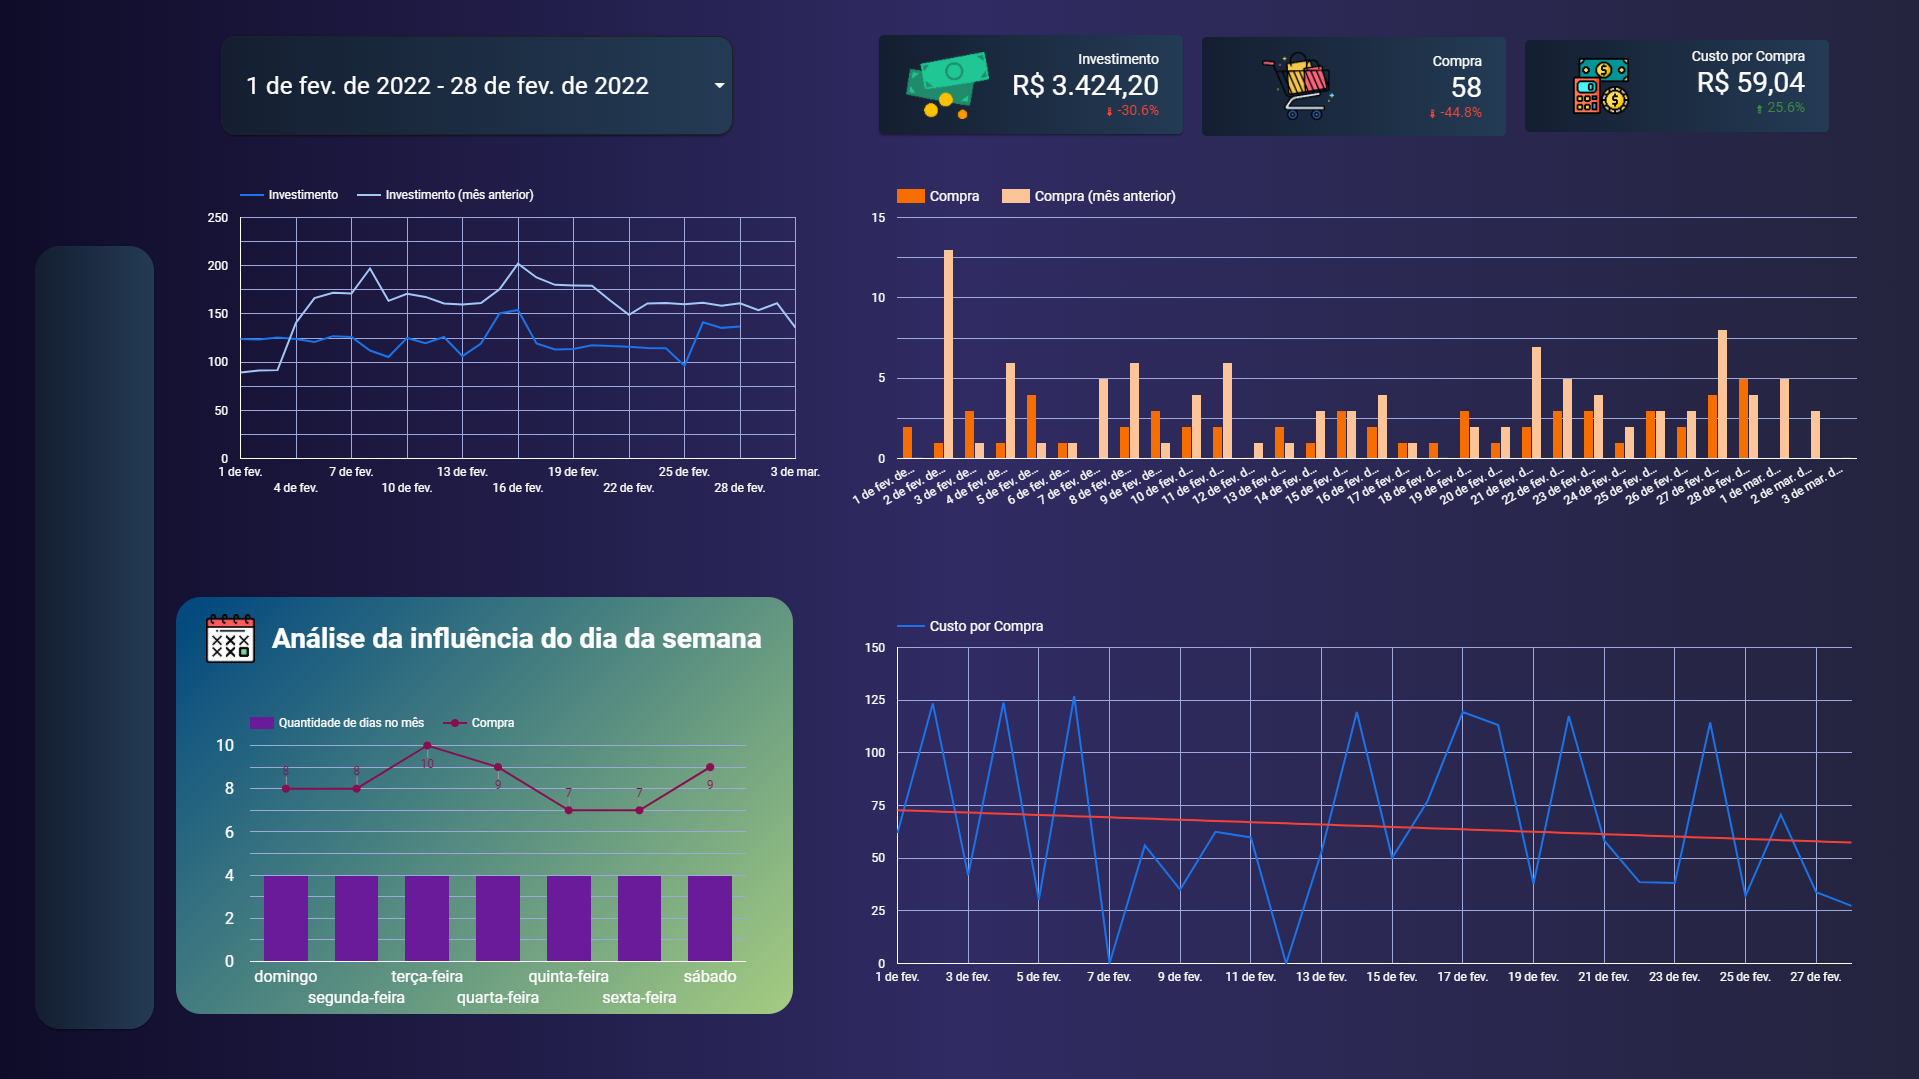 1 de fev. de 2022 - 28 de fev. de 2022
Investimento
R$ 3.424,20
-30.6%
Compra
58
-44.8%
Custo por Compra
R$ 59,04
25.6%
Investimento
Investimento (mês anterior)
250
200
150
100
50
0
1 de fev.
4 de fev.
7 de fev.
10 de fev.
13 de fev.
16 de fev.
19 de fev.
22 de fev.
25 de fev.
28 de fev.
3 de mar.
Compra
Compra (mês anterior)
15
10
5
0
1 de fev. de…
2 de fev. de…
3 de fev. de…
4 de fev. de…
5 de fev. de…
6 de fev. de…
7 de fev. de…
8 de fev. de…
9 de fev. de…
10 de fev. d…
11 de fev. d…
12 de fev. d…
13 de fev. d…
14 de fev. d…
15 de fev. d…
16 de fev. d…
17 de fev. d…
18 de fev. d…
19 de fev. d…
20 de fev. d…
21 de fev. d…
22 de fev. d…
23 de fev. d…
24 de fev. d…
25 de fev. d…
26 de fev. d…
27 de fev. d…
28 de fev. d…
1 de mar. d…
2 de mar. d…
3 de mar. d…
Análise da influência do dia da semana
Quantidade de dias no mês
Compra
10
8
6
4
2
0
8
8
10
9
7
7
9
domingo
segunda-feira
terça-feira
quarta-feira
quinta-feira
sexta-feira
sábado
Custo por Compra
150
125
100
75
50
25
0
1 de fev.
3 de fev.
5 de fev.
7 de fev.
9 de fev.
11 de fev.
13 de fev.
15 de fev.
17 de fev.
19 de fev.
21 de fev.
23 de fev.
25 de fev.
27 de fev.